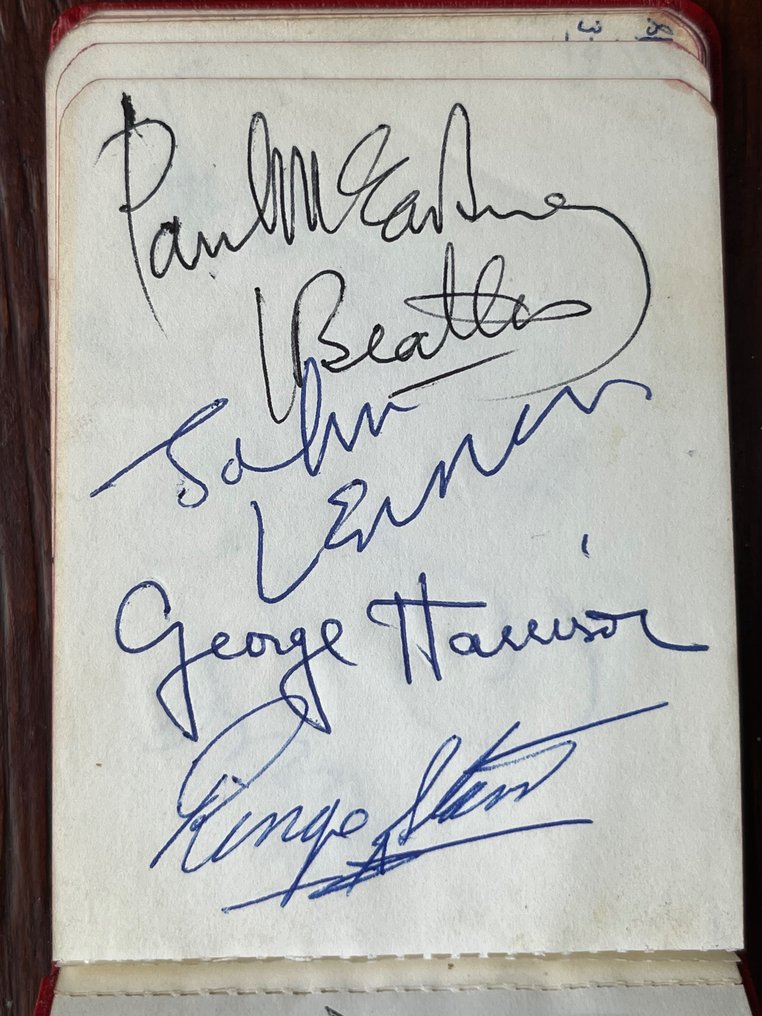 Paul McCartney
Beatles
John
Lennon
George Harrison
Ringo Starr